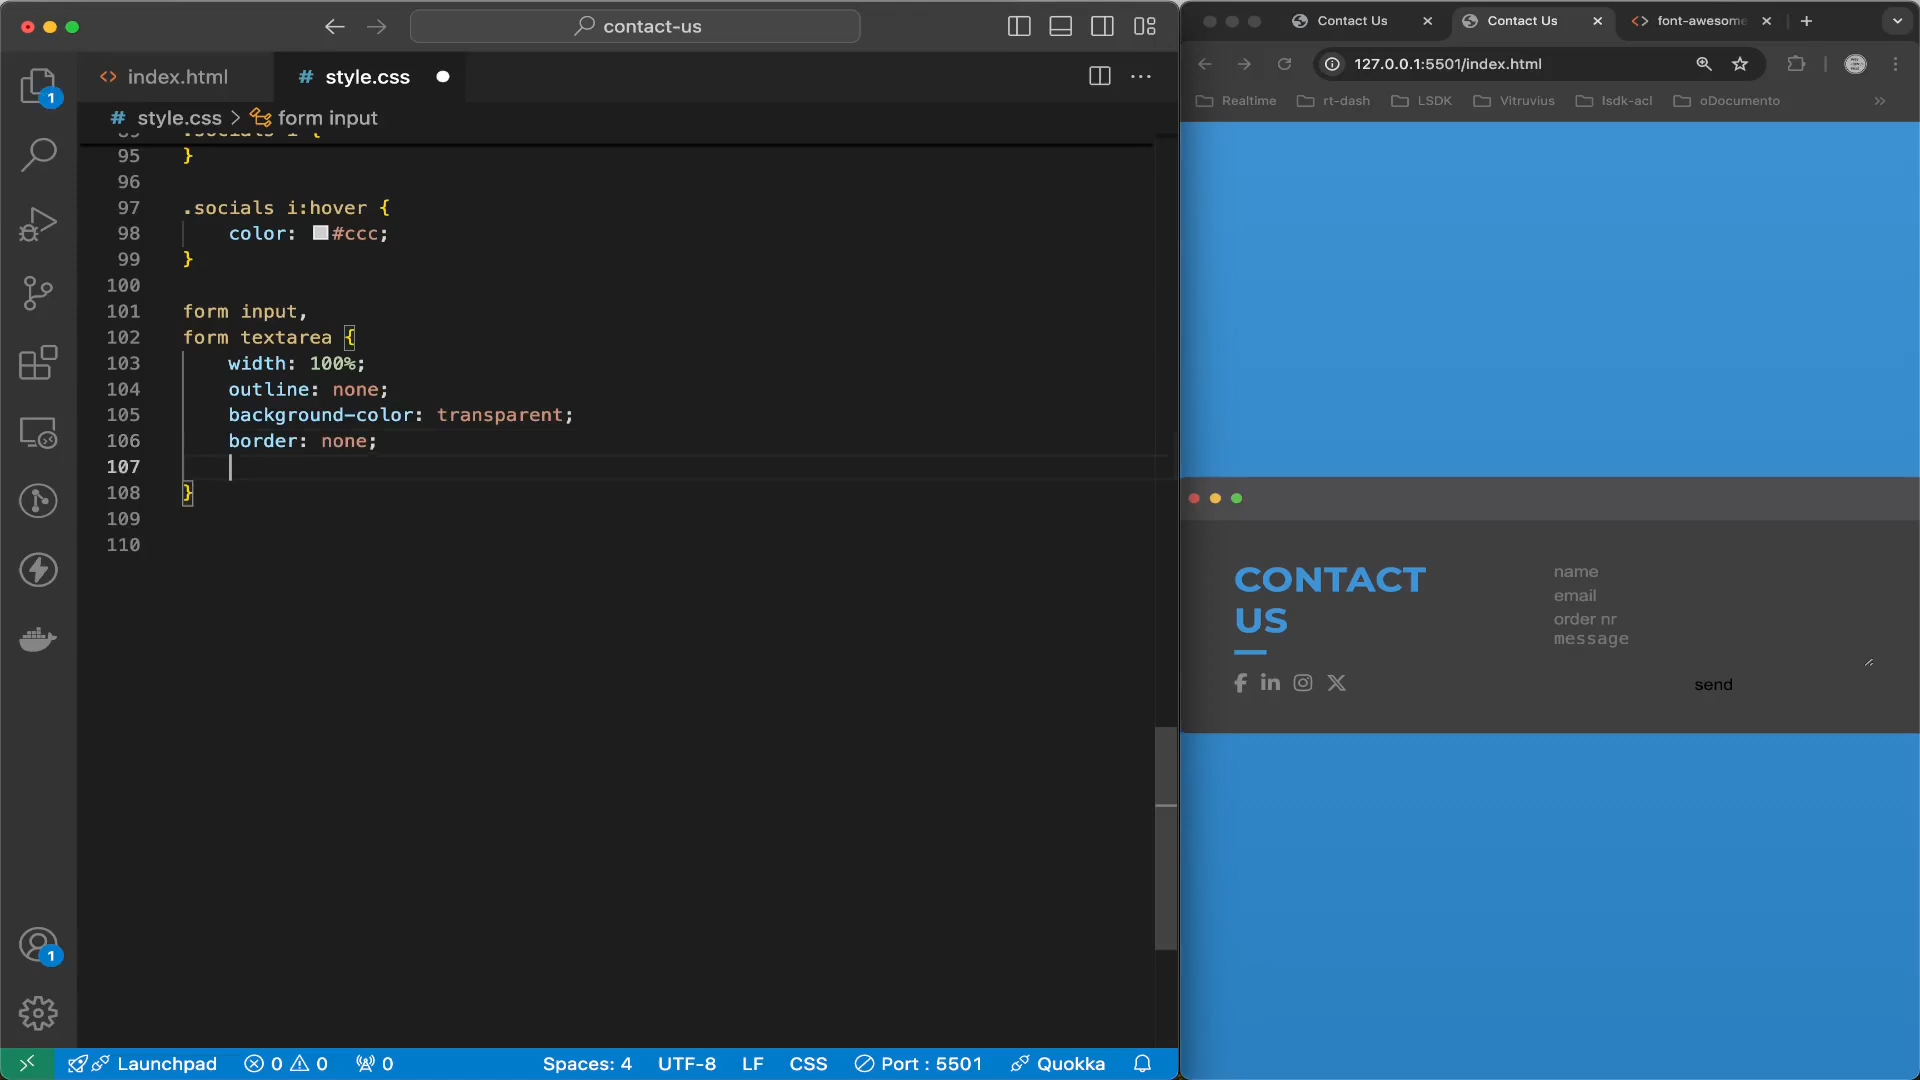 contact-us
index.html
# style.css
# style.css > form input
1
95 }
96
97 .socials i:hover {
98 color: #ccc;
99 }
100
101 form input,
102 form textarea {
103 width: 100%;
104 outline: none;
105 background-color: transparent;
106 border: none;
107
108 }
109
110
1
Launchpad 0 0 0 Spaces: 4 UTF-8 LF CSS Port : 5501 Quokka
Contact Us Contact Us font-awesome
127.0.0.1:5501/index.html
Realtime rt-dash LSDK Vitruvius lsdk-acl oDocumento
CONTACT
US
name
email
order nr
message
send